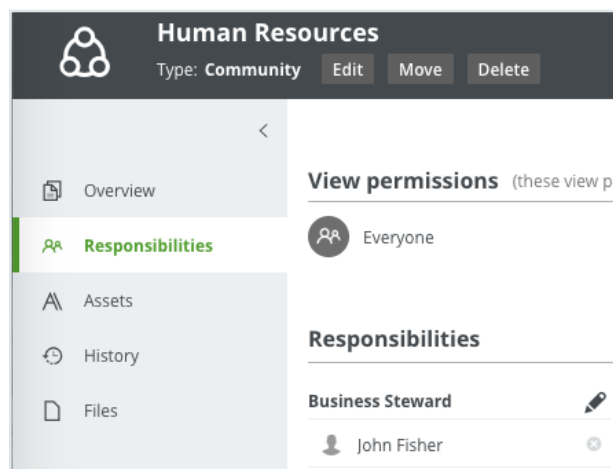 Human Resources
Type: Community Edit Move Delete
Overview
Responsibilities
Assets
History
Files
View permissions (these view p
Everyone
Responsibilities
Business Steward
John Fisher